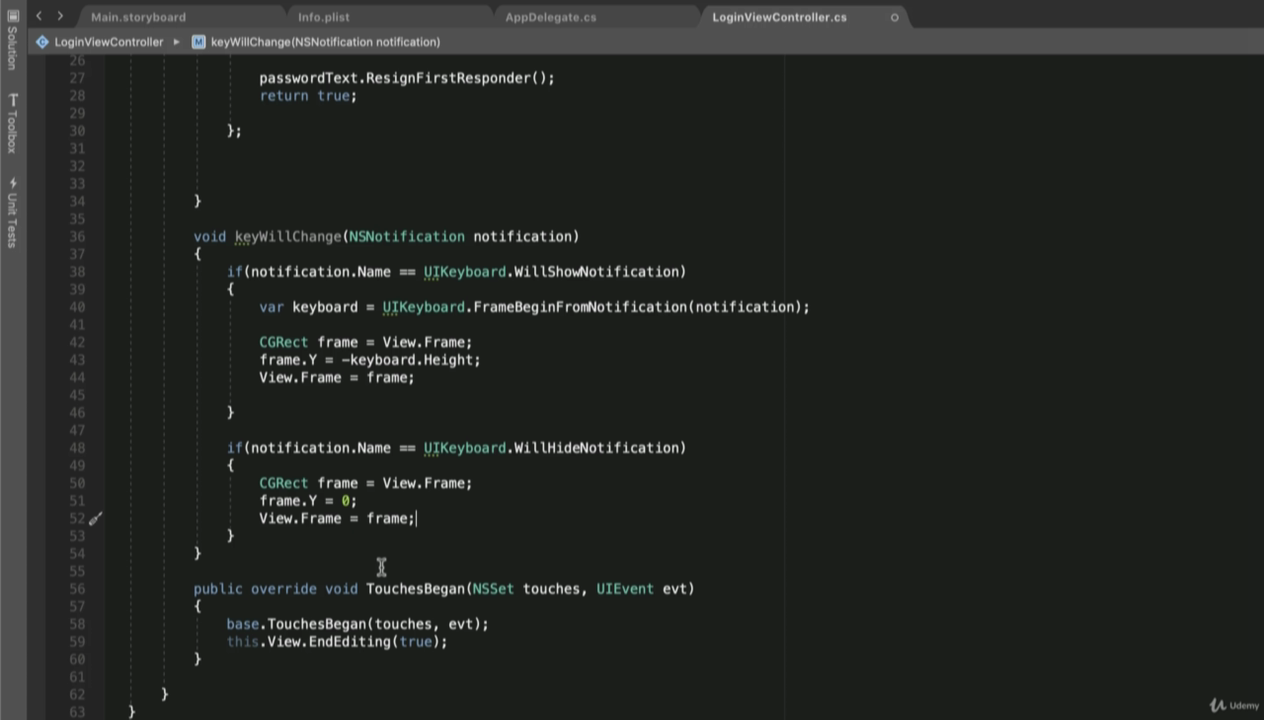 Main.storyboard Info.plist AppDelegate.cs LoginViewController.cs
LoginViewController ▸ M keyWillChange(NSNotification notification)
Solution
Toolbox
Unit Tests
26
27 passwordText.ResignFirstResponder();
28 return true;
29
30 };
31
32
33
34 }
35
36 void keyWillChange(NSNotification notification)
37 {
38 if(notification.Name == UIKeyboard.WillShowNotification)
39 {
40 var keyboard = UIKeyboard.FrameBeginFromNotification(notification);
41
42 CGRect frame = View.Frame;
43 frame.Y = -keyboard.Height;
44 View.Frame = frame;
45
46 }
47
48 if(notification.Name == UIKeyboard.WillHideNotification)
49 {
50 CGRect frame = View.Frame;
51 frame.Y = 0;
52 View.Frame = frame;
53 }
54 }
55
56 public override void TouchesBegan(NSSet touches, UIEvent evt)
57 {
58 base.TouchesBegan(touches, evt);
59 this.View.EndEditing(true);
60 }
61
62 }
63 }
Udemy